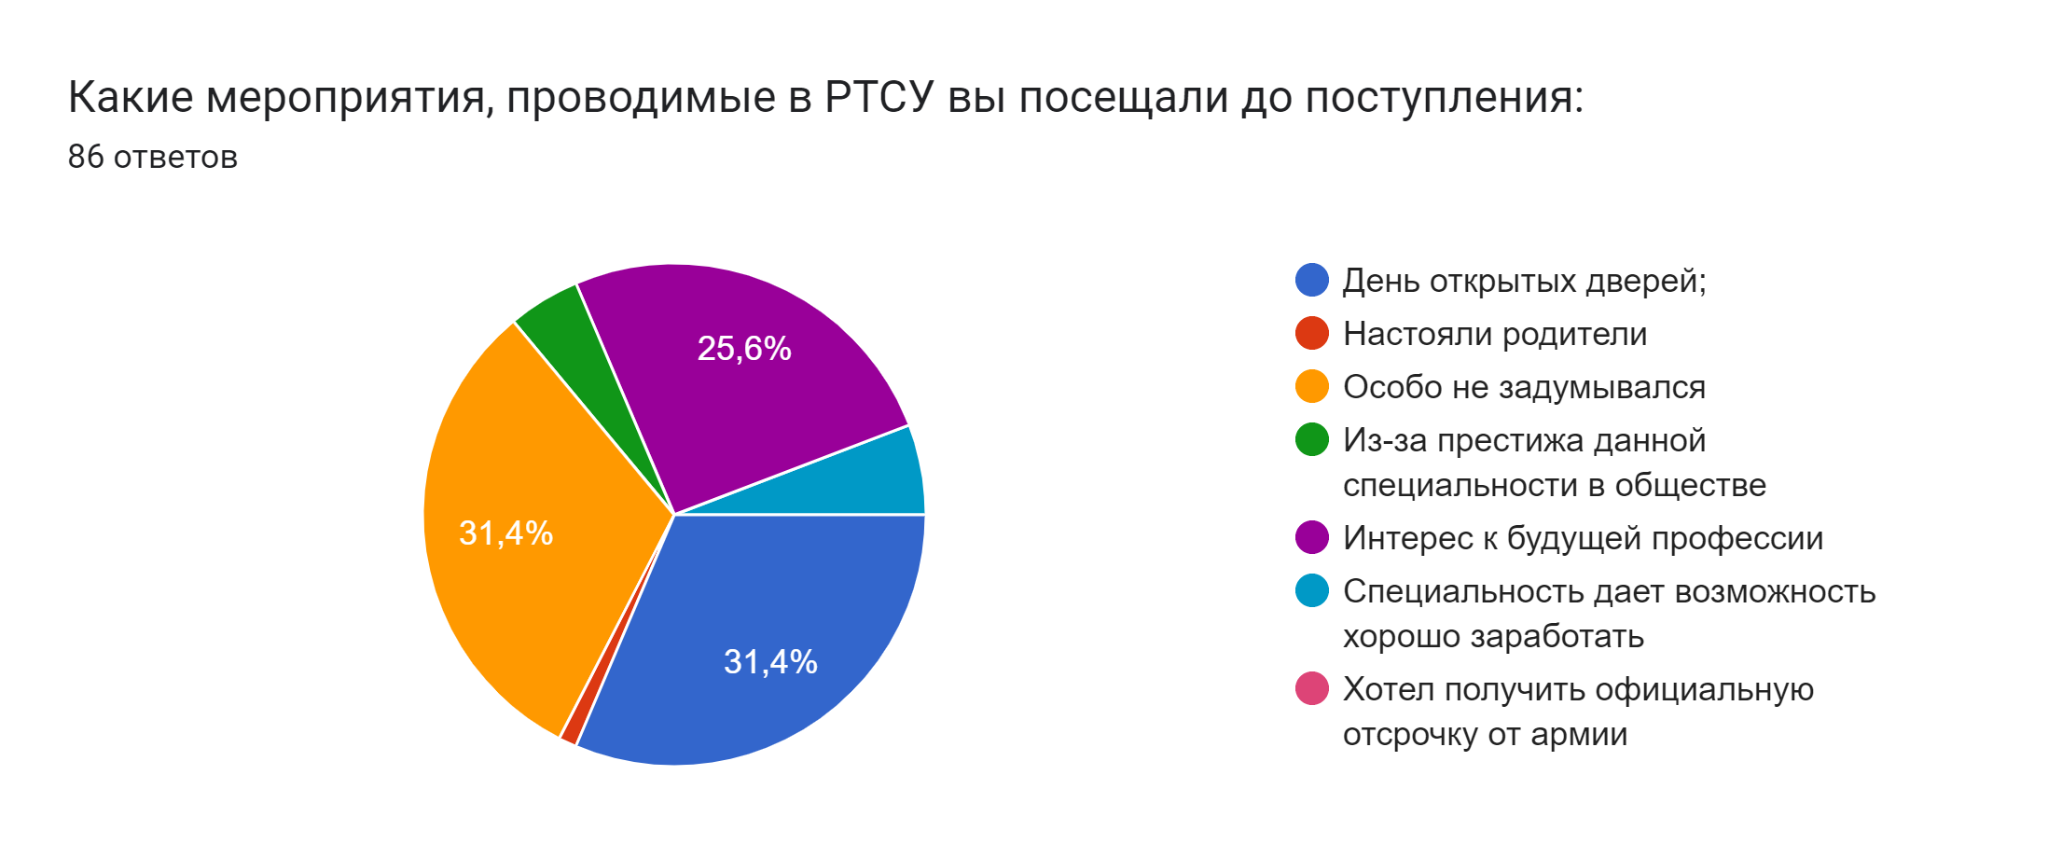 Какие мероприятия, проводимые в РТСУ вы посещали до поступления:
86 ответов
25,6%
31,4%
31,4%
День открытых дверей;
Настояли родители
Особо не задумывался
Из-за престижа данной
специальности в обществе
Интерес к будущей профессии
Специальность дает возможность
хорошо заработать
Хотел получить официальную
отсрочку от армии